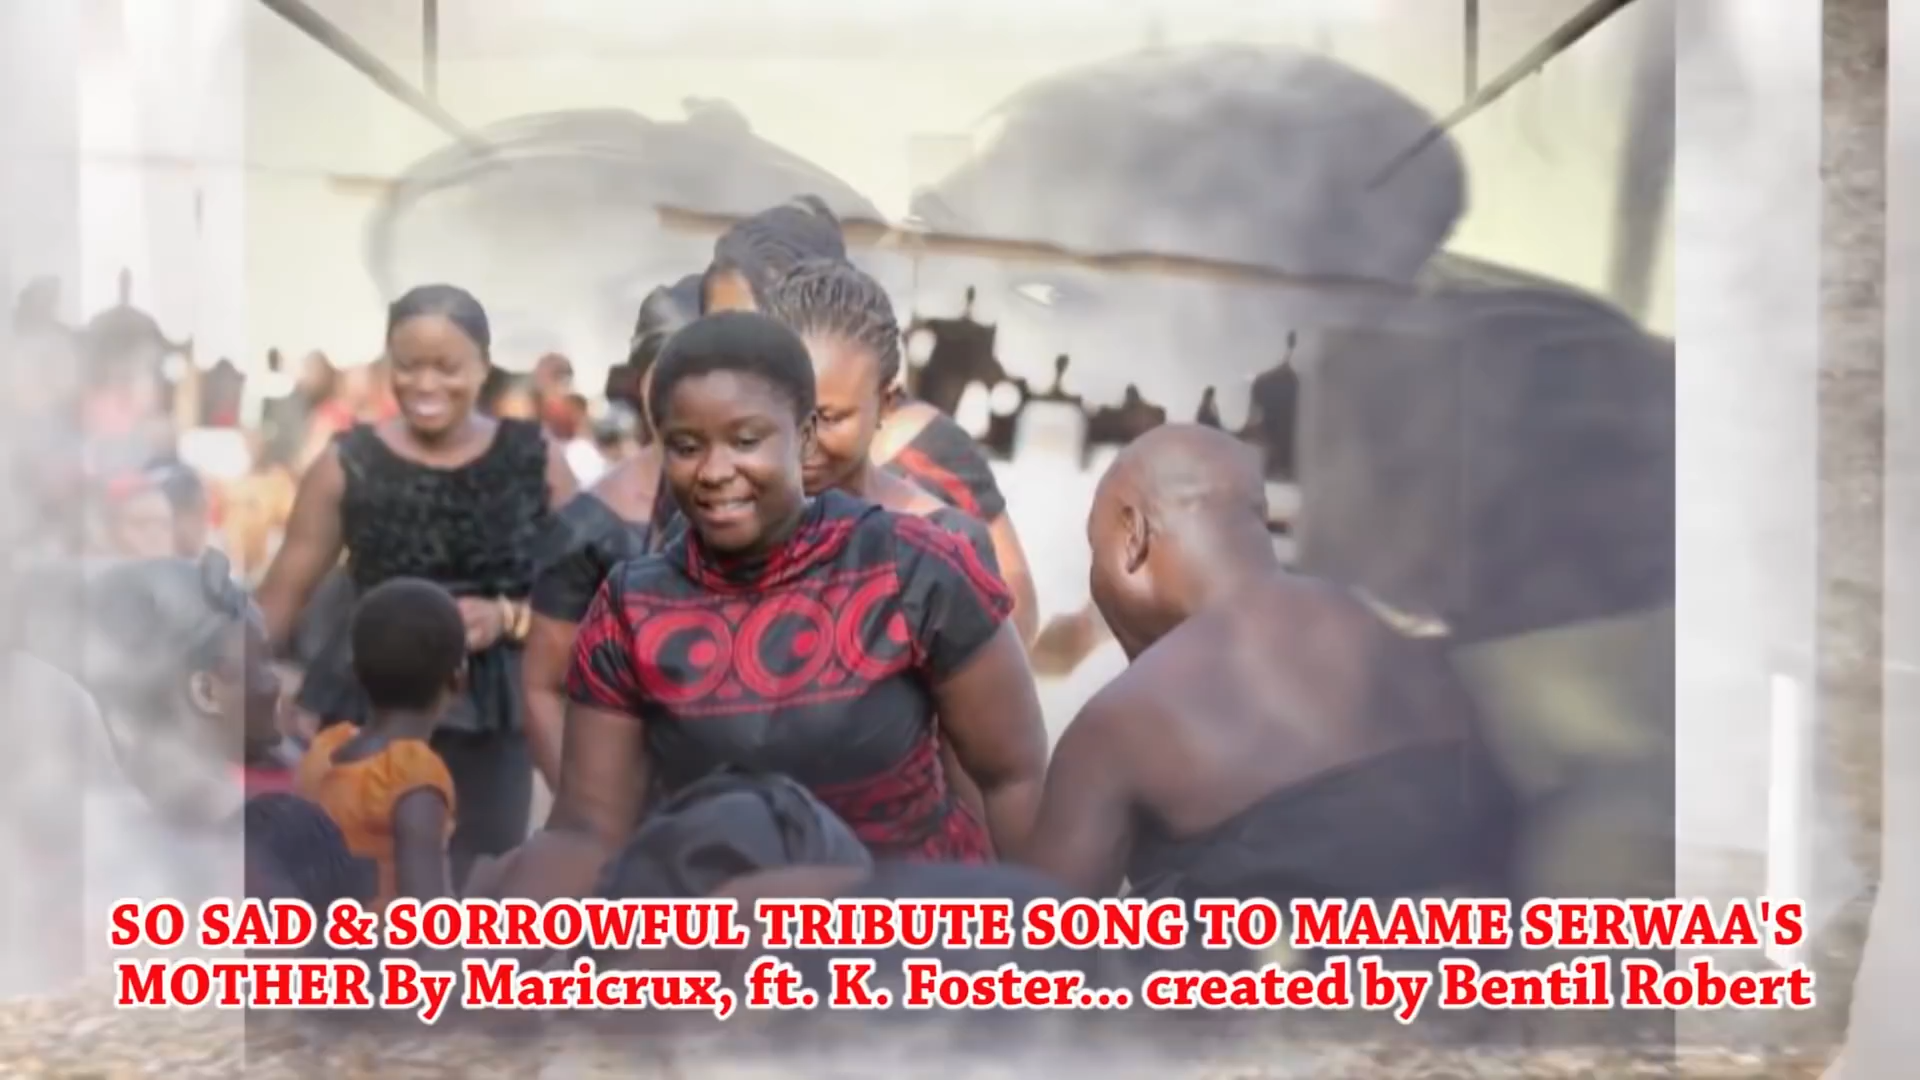 SO SAD & SORROWFUL TRIBUTE SONG TO MAAME SERWAA'S
MOTHER By Maricrux, ft. K. Foster... created by Bentil Robert